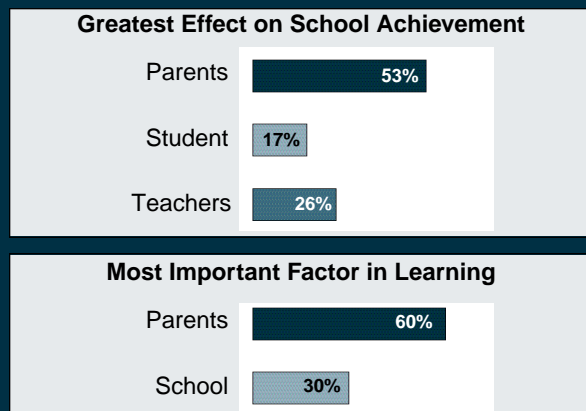 Greatest Effect on School Achievement
Parents 53%
Student 17%
Teachers 26%
Most Important Factor in Learning
Parents 60%
School 30%